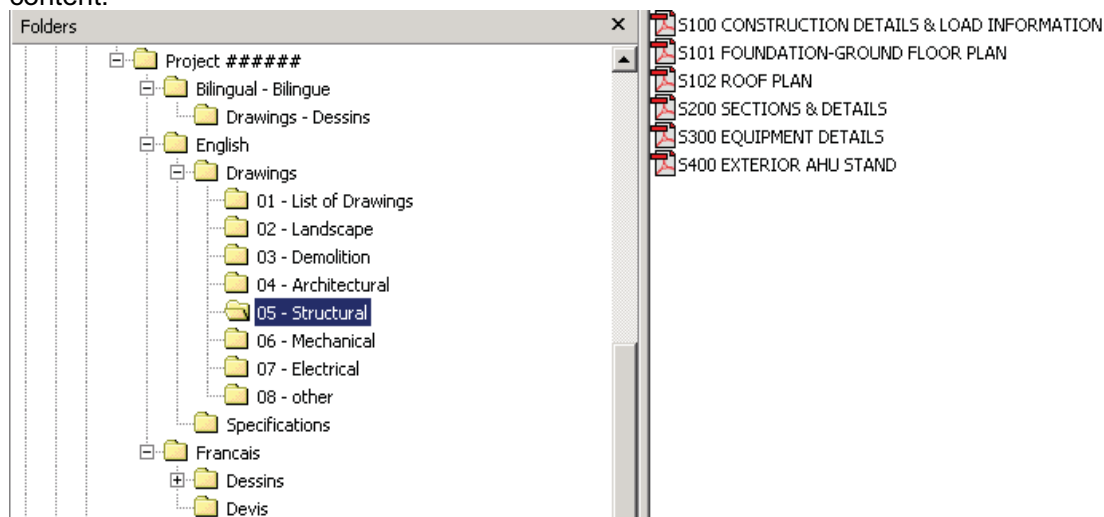 content.
Folders
Project ######
Bilingual - Bilingue
Drawings - Dessins
English
Drawings
01 - List of Drawings
02 - Landscape
03 - Demolition
04 - Architectural
05 - Structural
06 - Mechanical
07 - Electrical
08 - other
Specifications
Francais
Dessins
Devis
S100 CONSTRUCTION DETAILS & LOAD INFORMATION
S101 FOUNDATION-GROUND FLOOR PLAN
S102 ROOF PLAN
S200 SECTIONS & DETAILS
S300 EQUIPMENT DETAILS
S400 EXTERIOR AHU STAND